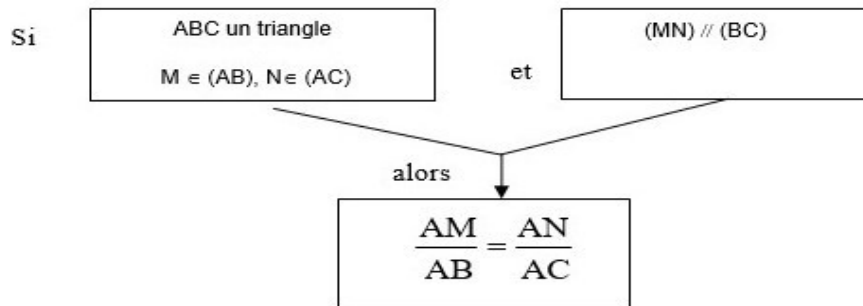 Si
ABC un triangle
M ∈ (AB), N∈ (AC)
et
(MN) // (BC)
alors
AM/AB = AN/AC